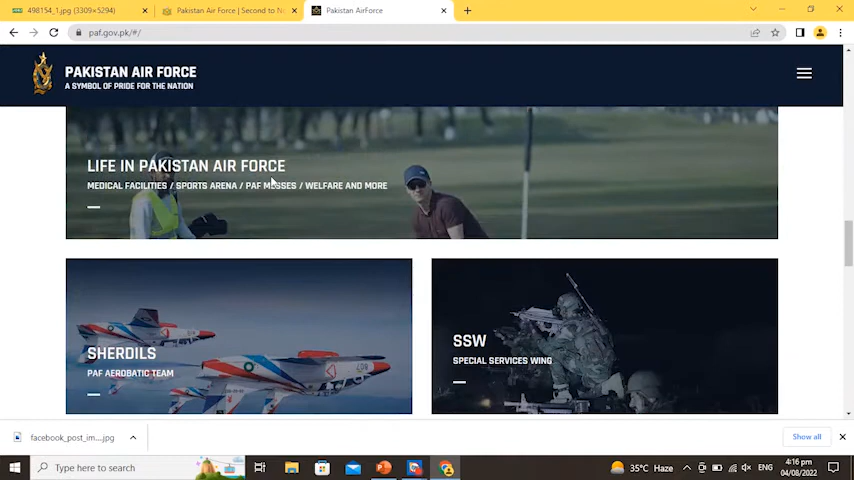 498154_1.jpg (3309×5294)
Pakistan Air Force | Second to N
Pakistan AirForce
paf.gov.pk/#/
PAKISTAN AIR FORCE
A SYMBOL OF PRIDE FOR THE NATION
LIFE IN PAKISTAN AIR FORCE
MEDICAL FACILITIES / SPORTS ARENA / PAF MESSES / WELFARE AND MORE
SHERDILS
PAF AEROBATIC TEAM
SSW
SPECIAL SERVICES WING
facebook_post_im....jpg
Show all
Type here to search
35°C Haze
ENG
4:16 pm
04/08/2022